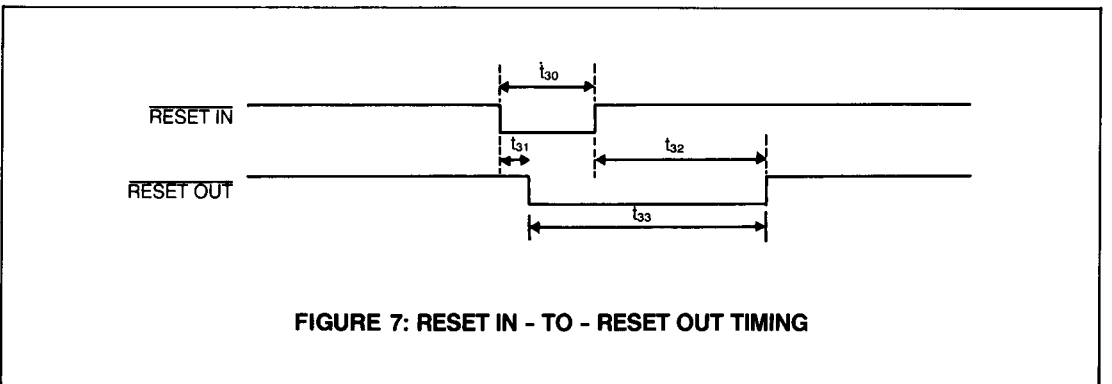 t30
RESET IN
t31
t32
RESET OUT
t33
FIGURE 7: RESET IN - TO - RESET OUT TIMING